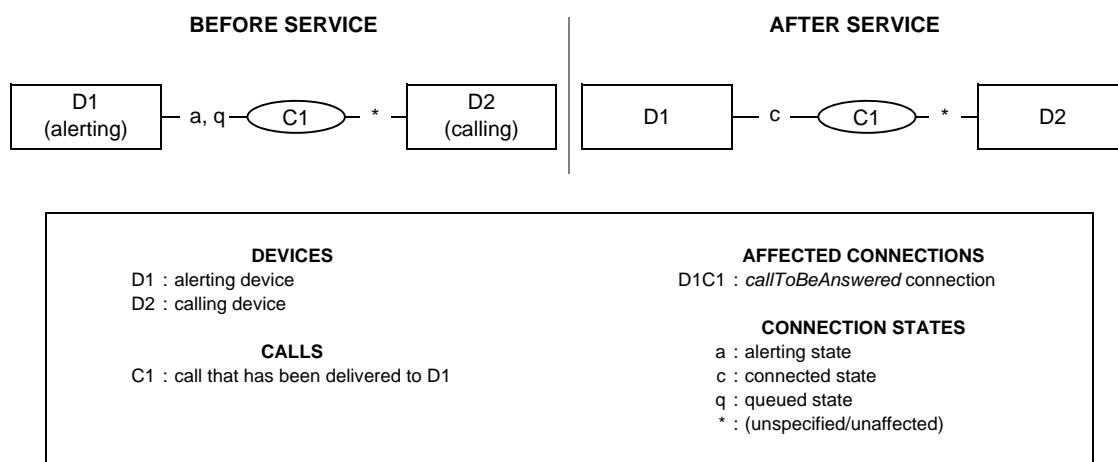 BEFORE SERVICE
AFTER SERVICE
D1
(alerting)
a, q
C1
*
D2
(calling)
D1
c
C1
*
D2
DEVICES
D1 : alerting device
D2 : calling device
CALLS
C1 : call that has been delivered to D1
AFFECTED CONNECTIONS
D1C1 : callToBeAnswered connection
CONNECTION STATES
a : alerting state
c : connected state
q : queued state
* : (unspecified/unaffected)